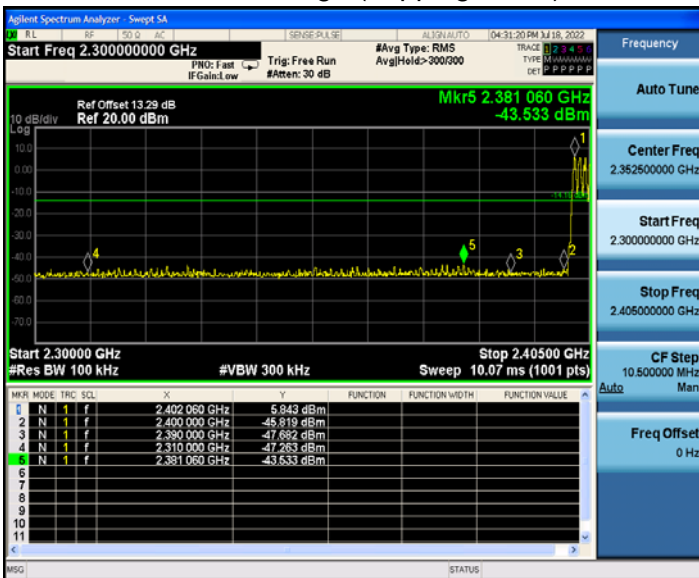 Agilent Spectrum Analyzer - Swept SA
RL RF 50 Ω AC SENSE:PULSE ALIGNAUTO 04:31:20 PM Jul 18, 2022
Start Freq 2.300000000 GHz
PNO: Fast
IFGain:Low
Trig: Free Run
#Atten: 30 dB
#Avg Type: RMS
Avg|Hold>300/300
TRACE 1 2 3 4 5 6
TYPE M
DET P P P P P P
Ref Offset 13.29 dB
Ref 20.00 dBm
10 dB/div
Log
Mkr5 2.381 060 GHz
-43.533 dBm
10.0
0.00
-10.0
-20.0
-30.0
-40.0
-50.0
-60.0
-70.0
1
2
3
4
5
Start 2.30000 GHz Stop 2.40500 GHz
#Res BW 100 kHz #VBW 300 kHz Sweep 10.07 ms (1001 pts)
MKR MODE TRC SCL X Y FUNCTION FUNCTION WIDTH FUNCTION VALUE
1 N 1 f 2.402 060 GHz 5.843 dBm
2 N 1 f 2.400 000 GHz -45.819 dBm
3 N 1 f 2.390 000 GHz -47.682 dBm
4 N 1 f 2.310 000 GHz -47.263 dBm
5 N 1 f 2.381 060 GHz -43.533 dBm
6
7
8
9
10
11
MSG STATUS
Frequency
Auto Tune
Center Freq
2.352500000 GHz
Start Freq
2.300000000 GHz
Stop Freq
2.405000000 GHz
CF Step
10.500000 MHz
Auto Man
Freq Offset
0 Hz